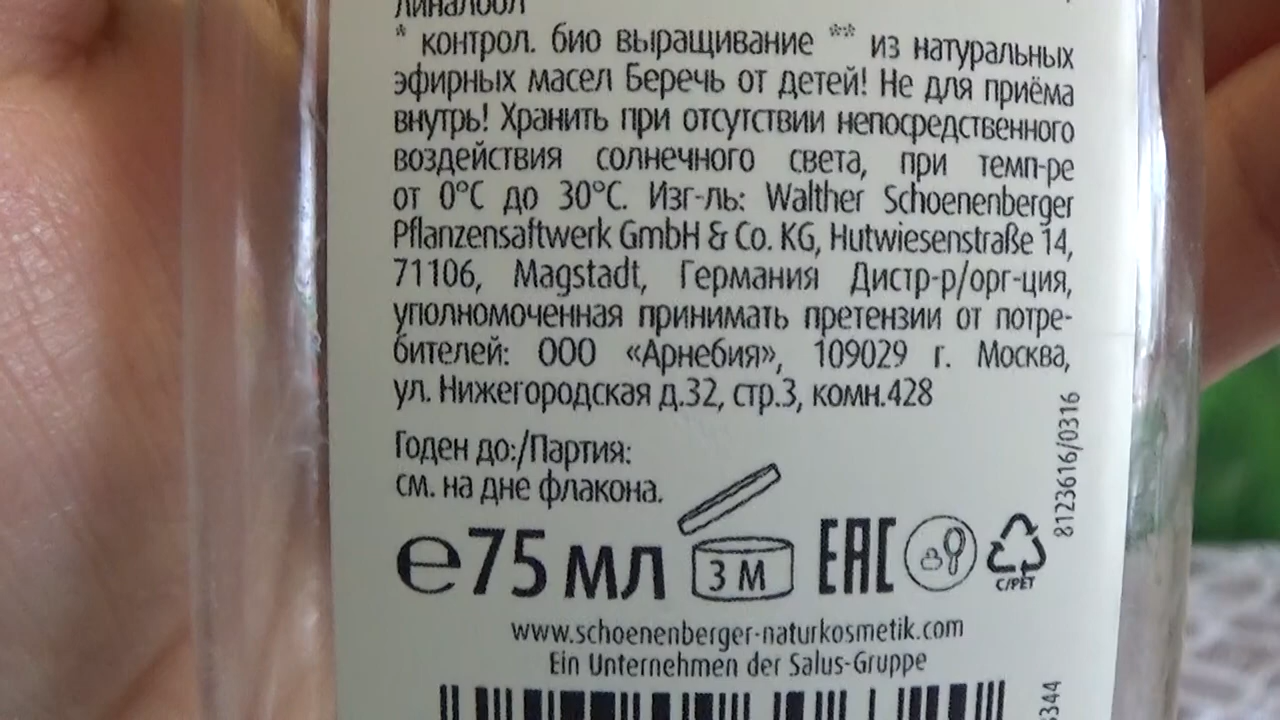 линалоол
* контрол. био выращивание ** из натуральных
эфирных масел Беречь от детей! Не для приёма
внутрь! Хранить при отсутствии непосредственного
воздействия солнечного света, при темп-ре
от 0°C до 30°C. Изг-ль: Walther Schoenenberger
Pflanzensaftwerk GmbH & Co. KG, Hutwiesenstraße 14,
71106, Magstadt, Германия Дистр-р/орг-ция,
уполномоченная принимать претензии от потре-
бителей: ООО «Арнебия», 109029 г. Москва,
ул. Нижегородская д.32, стр.3, комн.428
Годен до:/Партия:
см. на дне флакона.
8123616/0316
℮75 мл
3 М
EAC
C/PET
www.schoenenberger-naturkosmetik.com
Ein Unternehmen der Salus-Gruppe